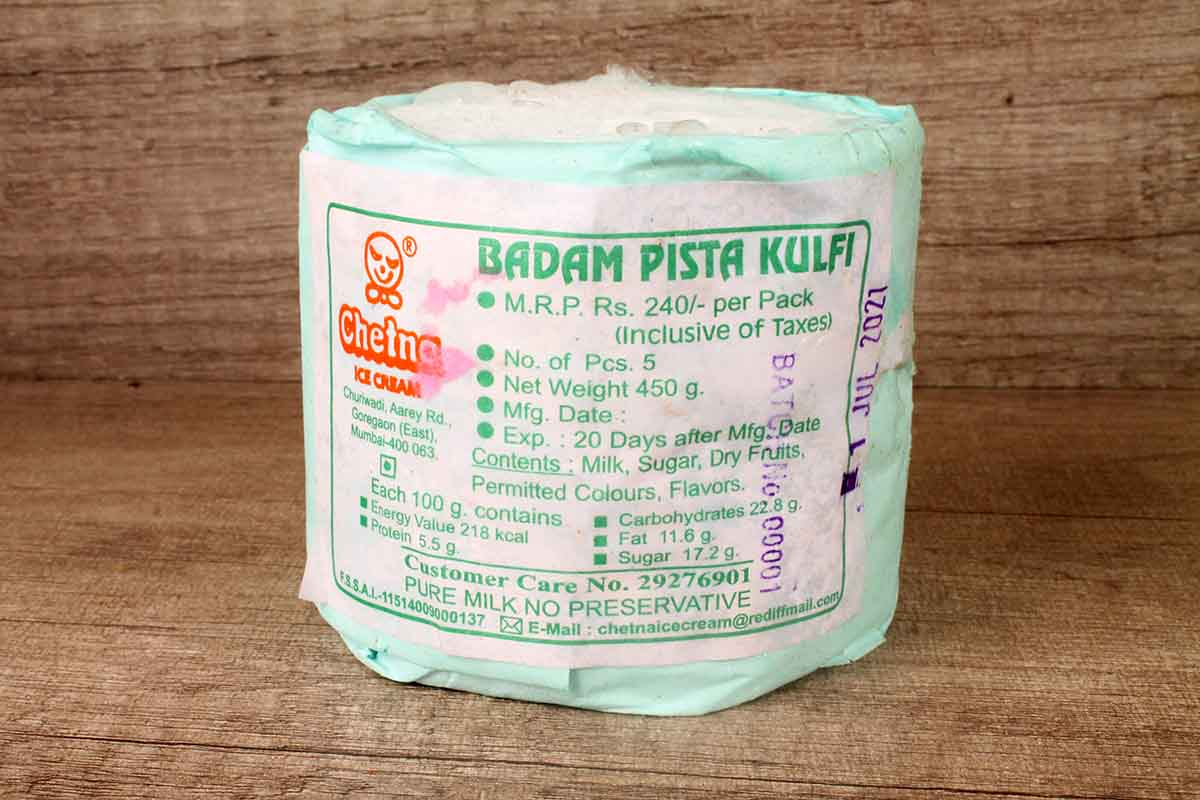 BADAM PISTA KULFI
®
Chetna
ICE CREAM
Churiwadi, Aarey Rd.,
Goregaon (East),
Mumbai-400 063.
M.R.P. Rs. 240/- per Pack
(Inclusive of Taxes)
No. of Pcs. 5
Net Weight 450 g.
Mfg. Date :
Exp. : 20 Days after Mfg. Date
Contents : Milk, Sugar, Dry Fruits,
Permitted Colours, Flavors.
Each 100 g. contains
Energy Value 218 kcal
Protein 5.5 g.
Carbohydrates 22.8 g.
Fat 11.6 g.
Sugar 17.2 g.
Customer Care No. 29276901
PURE MILK NO PRESERVATIVE
F.S.S.A.I.-11514009000137
E-Mail : chetnaicecream@rediffmail.com
BATCH NO 00001
1 JUL 2021